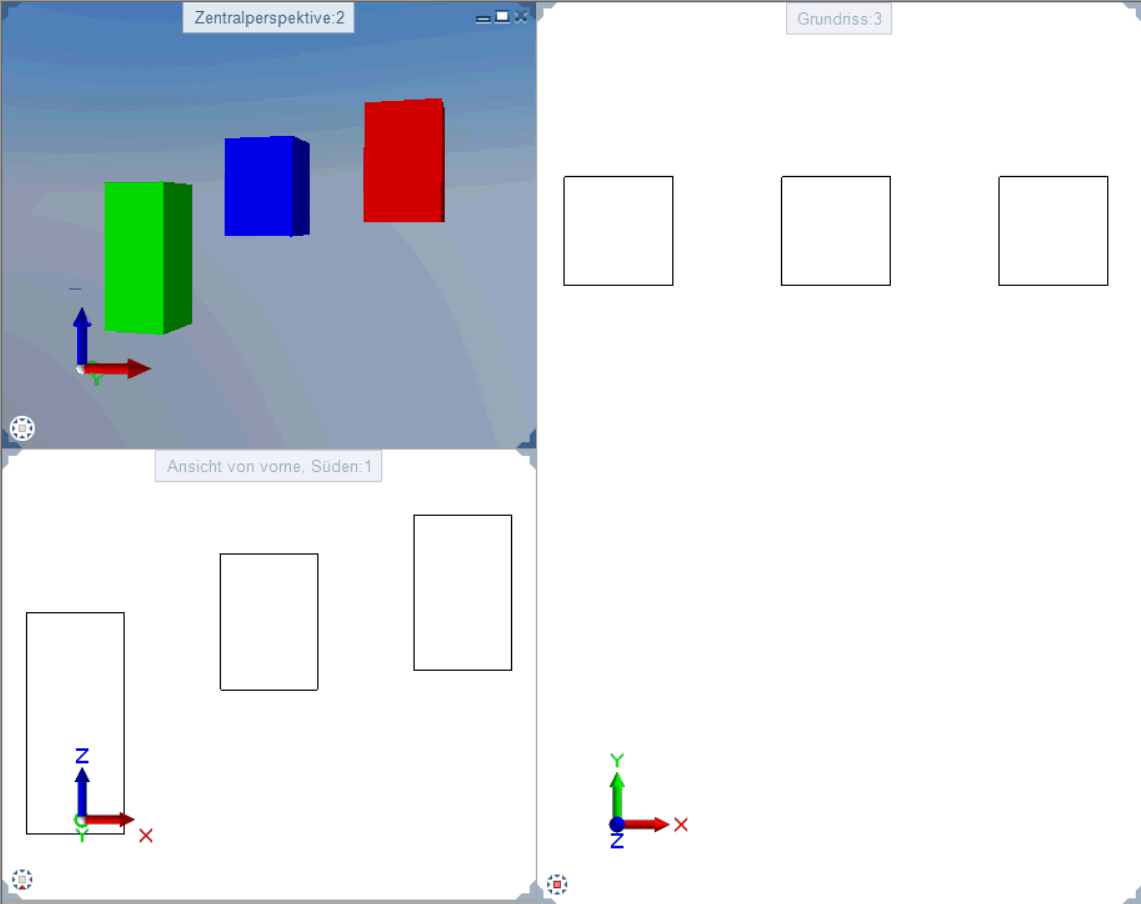 Zentralperspektive:2
Grundriss:3
Y
Ansicht von vorne, Süden:1
Z
Y
X
Y
X
Z